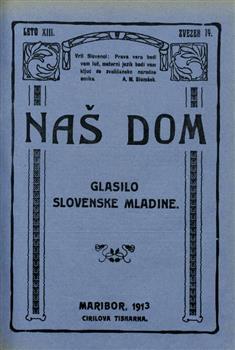 LETO XIII.
ZVEZEK 19.
Vrli Slovenci! Prava vera bodi
vam luč, materni jezik bodi vam
ključ do zveličanske narodne
omike. A. M. Slomšek.
NAŠ DOM
GLASILO
SLOVENSKE MLADINE.
MARIBOR, 1913
CIRILOVA TISKARNA.